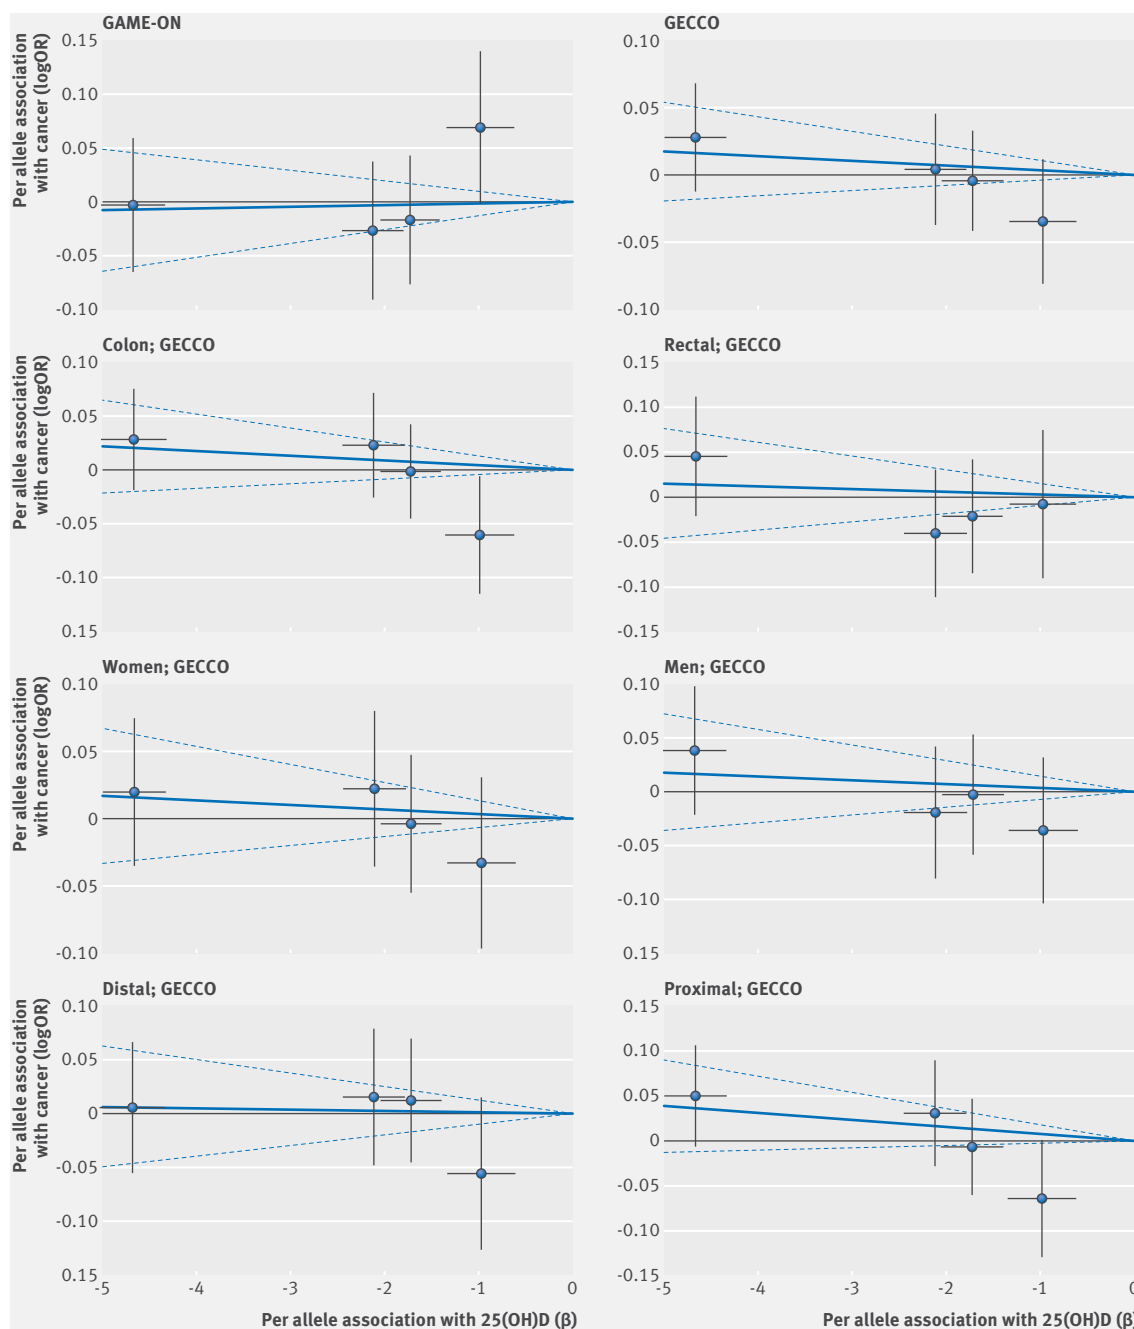 GAME-ON
Per allele association
with cancer (logOR)
0.15
0.10
0.05
0
-0.05
-0.10
GECCO
0.10
0.05
0
-0.05
-0.10
Colon; GECCO
Per allele association
with cancer (logOR)
0.10
0.05
0
-0.05
-0.10
0.15
Rectal; GECCO
0.15
0.10
0.05
0
-0.05
-0.10
0.15
Women; GECCO
Per allele association
with cancer (logOR)
0.10
0.05
0
-0.05
-0.10
Men; GECCO
0.10
0.05
0
-0.05
-0.10
0.15
Distal; GECCO
Per allele association
with cancer (logOR)
0.10
0.05
0
-0.05
-0.10
0.15
-5 -4 -3 -2 -1 0
Per allele association with 25(OH)D (β)
Proximal; GECCO
0.15
0.10
0.05
0
-0.05
-0.10
0.15
-5 -4 -3 -2 -1 0
Per allele association with 25(OH)D (β)